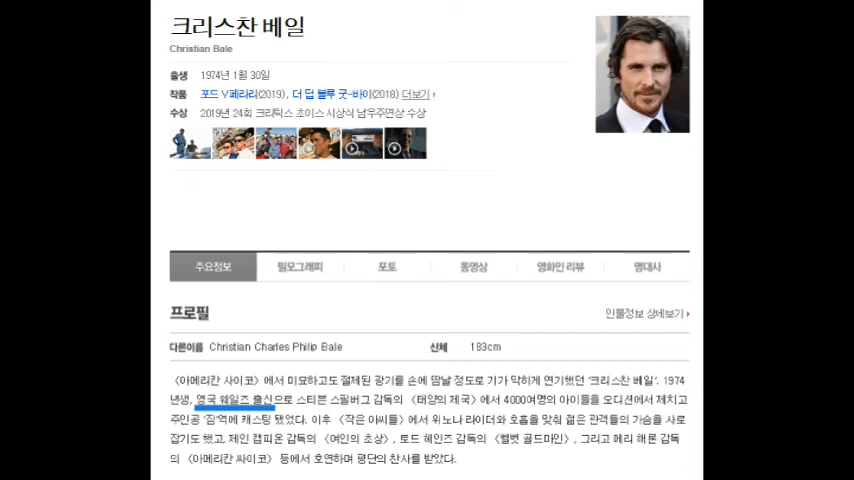 크리스찬 베일
Christian Bale
출생 1974년 1월 30일
작품 포드 V 페라리(2019), 더 딥 블루 굿-바이(2018) 더보기
수상 2019년 24회 크리틱스 초이스 시상식 남우주연상 수상
주요정보 필모그래피 포토 동영상 영화인 리뷰 명대사
프로필 인물정보 상세보기
다른이름 Christian Charles Philip Bale 신체 183cm
〈아메리칸 사이코〉에서 미묘하고도 절제된 광기를 손에 땀날 정도로 기가 막히게 연기했던 '크리스찬 베일'. 1974
년생, 영국 웨일즈 출신으로 스티븐 스필버그 감독의 〈태양의 제국〉에서 4000여명의 아이들을 오디션에서 제치고
주인공 '짐'역에 캐스팅 됐었다. 이후 〈작은 아씨들〉에서 위노나 라이더와 호흡을 맞춰 젊은 관객들의 가슴을 사로
잡기도 했고, 제인 캠피온 감독의 〈여인의 초상〉, 토드 헤인즈 감독의 〈벨벳 골드마인〉, 그리고 메리 해론 감독
의 〈아메리칸 싸이코〉 등에서 호연하며 평단의 찬사를 받았다.